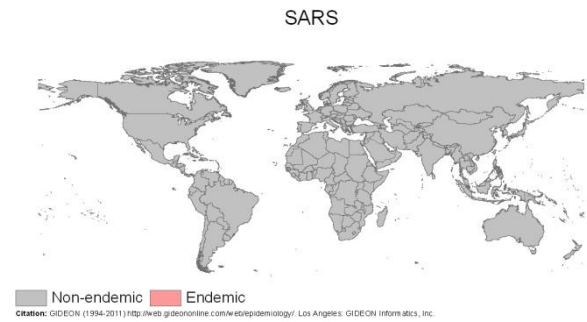 SARS
Non-endemic Endemic
Citation: GIDEON (1994-2011) http://web.gideononline.com/web/epidemiology/. Los Angeles: GIDEON Informatics, Inc.